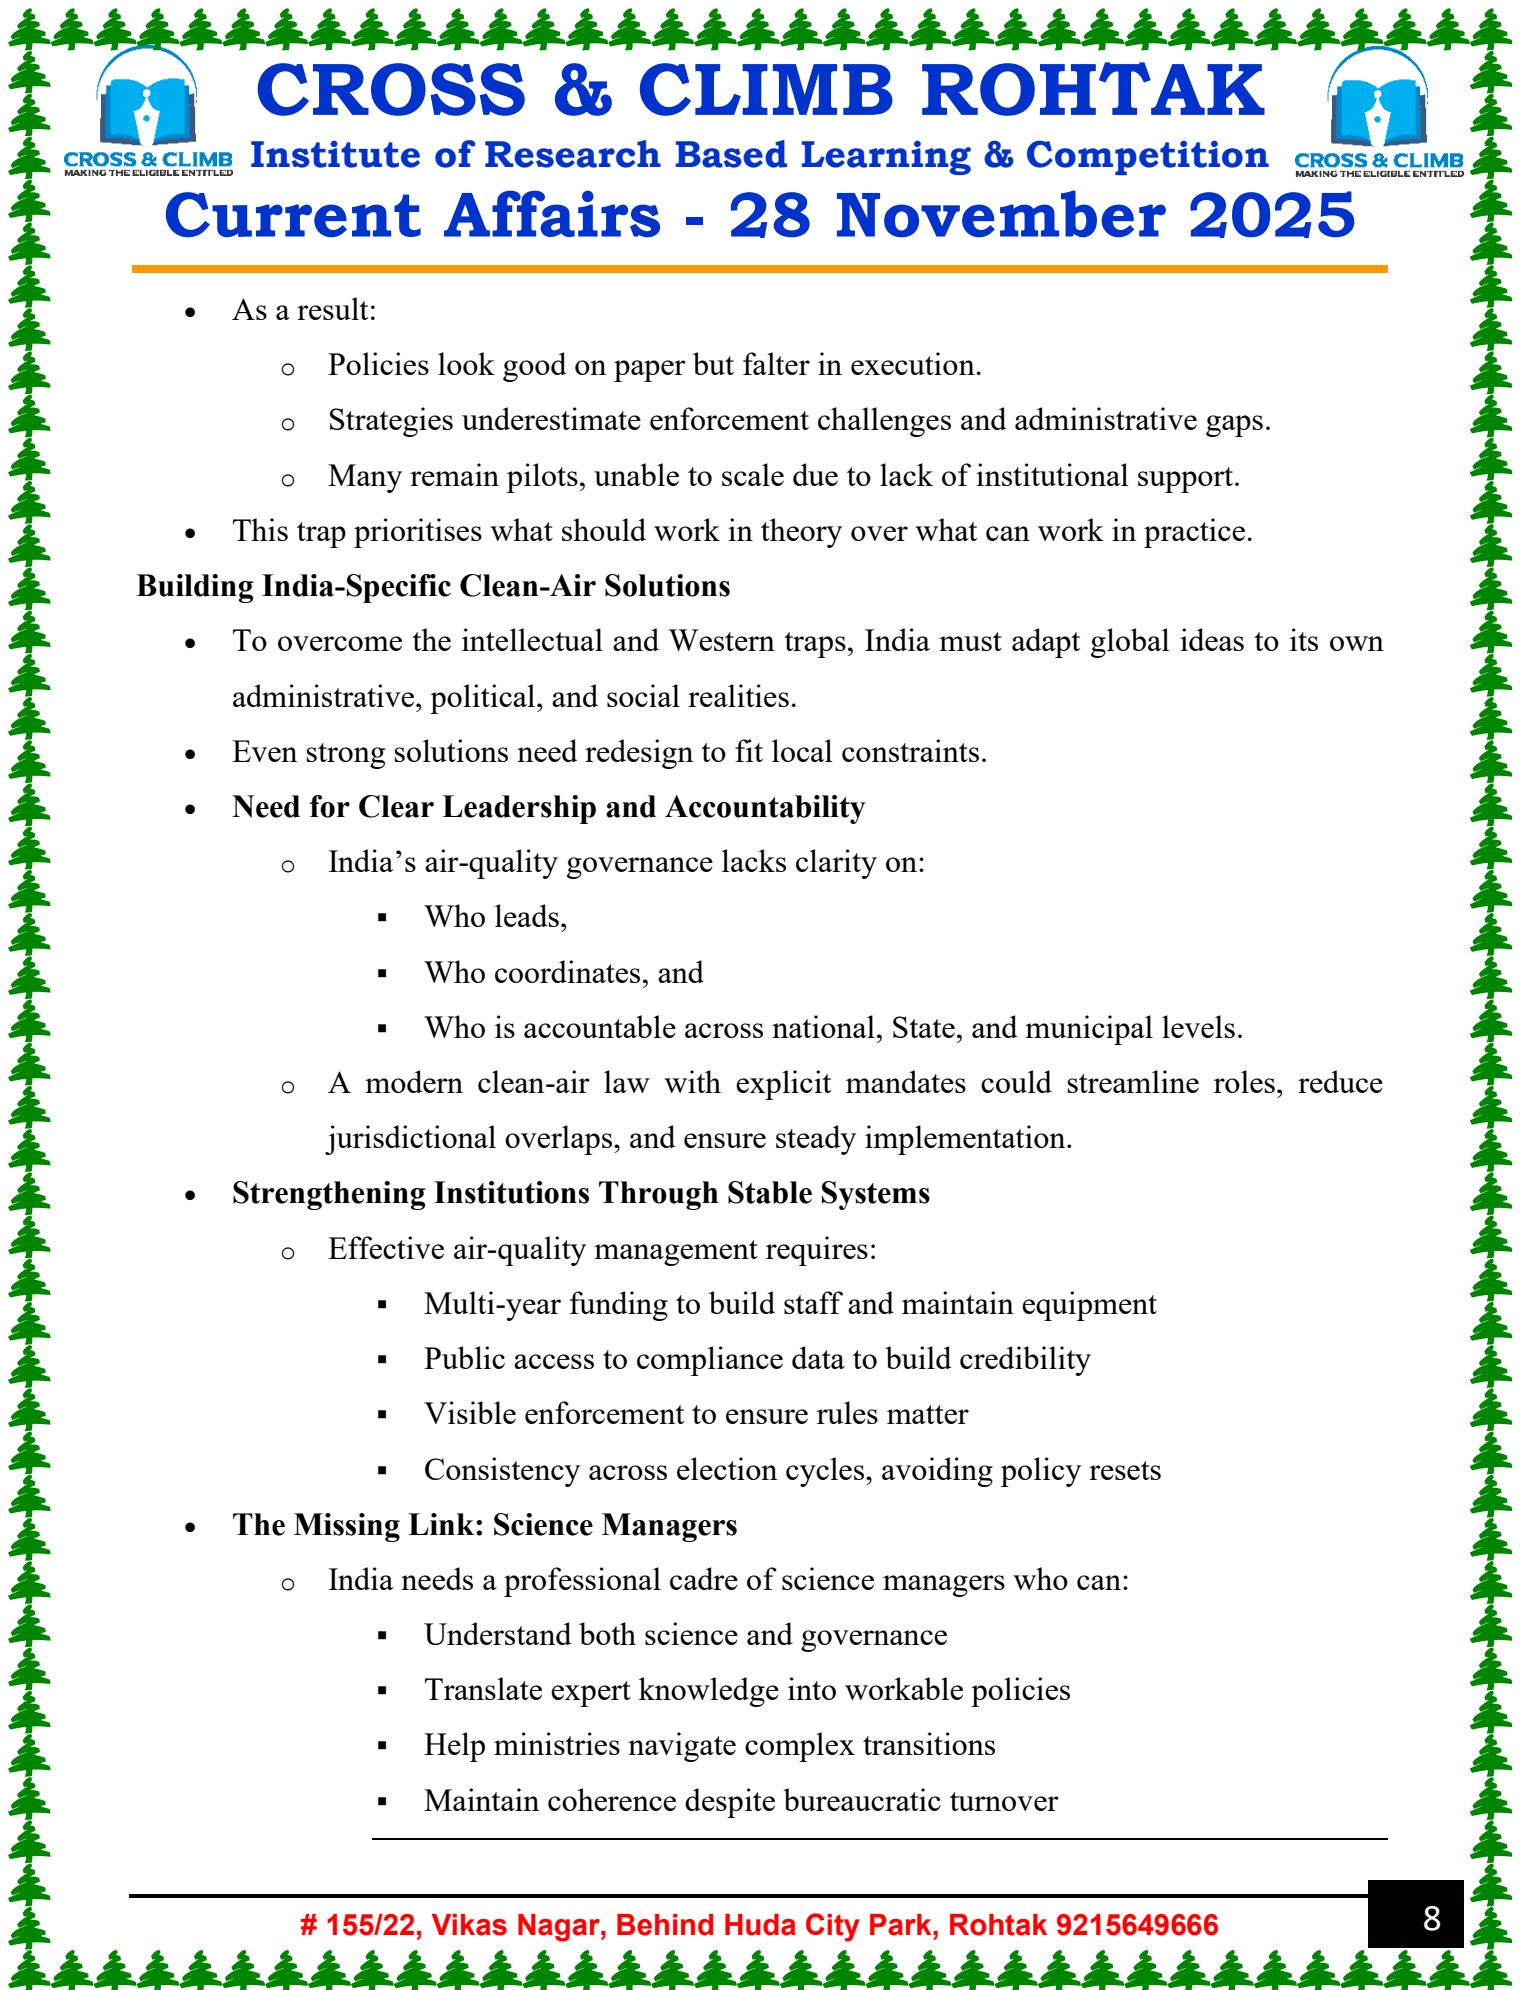 CROSS & CLIMB ROHTAK
CROSS & CLIMB
MAKING THE ELIGIBLE ENTITLED
Institute of Research Based Learning & Competition
CROSS & CLIMB
MAKING THE ELIGIBLE ENTITLED
Current Affairs - 28 November 2025
• As a result:
o Policies look good on paper but falter in execution.
o Strategies underestimate enforcement challenges and administrative gaps.
o Many remain pilots, unable to scale due to lack of institutional support.
• This trap prioritises what should work in theory over what can work in practice.
Building India-Specific Clean-Air Solutions
• To overcome the intellectual and Western traps, India must adapt global ideas to its own
administrative, political, and social realities.
• Even strong solutions need redesign to fit local constraints.
• Need for Clear Leadership and Accountability
o India’s air-quality governance lacks clarity on:
▪ Who leads,
▪ Who coordinates, and
▪ Who is accountable across national, State, and municipal levels.
o A modern clean-air law with explicit mandates could streamline roles, reduce
jurisdictional overlaps, and ensure steady implementation.
• Strengthening Institutions Through Stable Systems
o Effective air-quality management requires:
▪ Multi-year funding to build staff and maintain equipment
▪ Public access to compliance data to build credibility
▪ Visible enforcement to ensure rules matter
▪ Consistency across election cycles, avoiding policy resets
• The Missing Link: Science Managers
o India needs a professional cadre of science managers who can:
▪ Understand both science and governance
▪ Translate expert knowledge into workable policies
▪ Help ministries navigate complex transitions
▪ Maintain coherence despite bureaucratic turnover
# 155/22, Vikas Nagar, Behind Huda City Park, Rohtak 9215649666
8